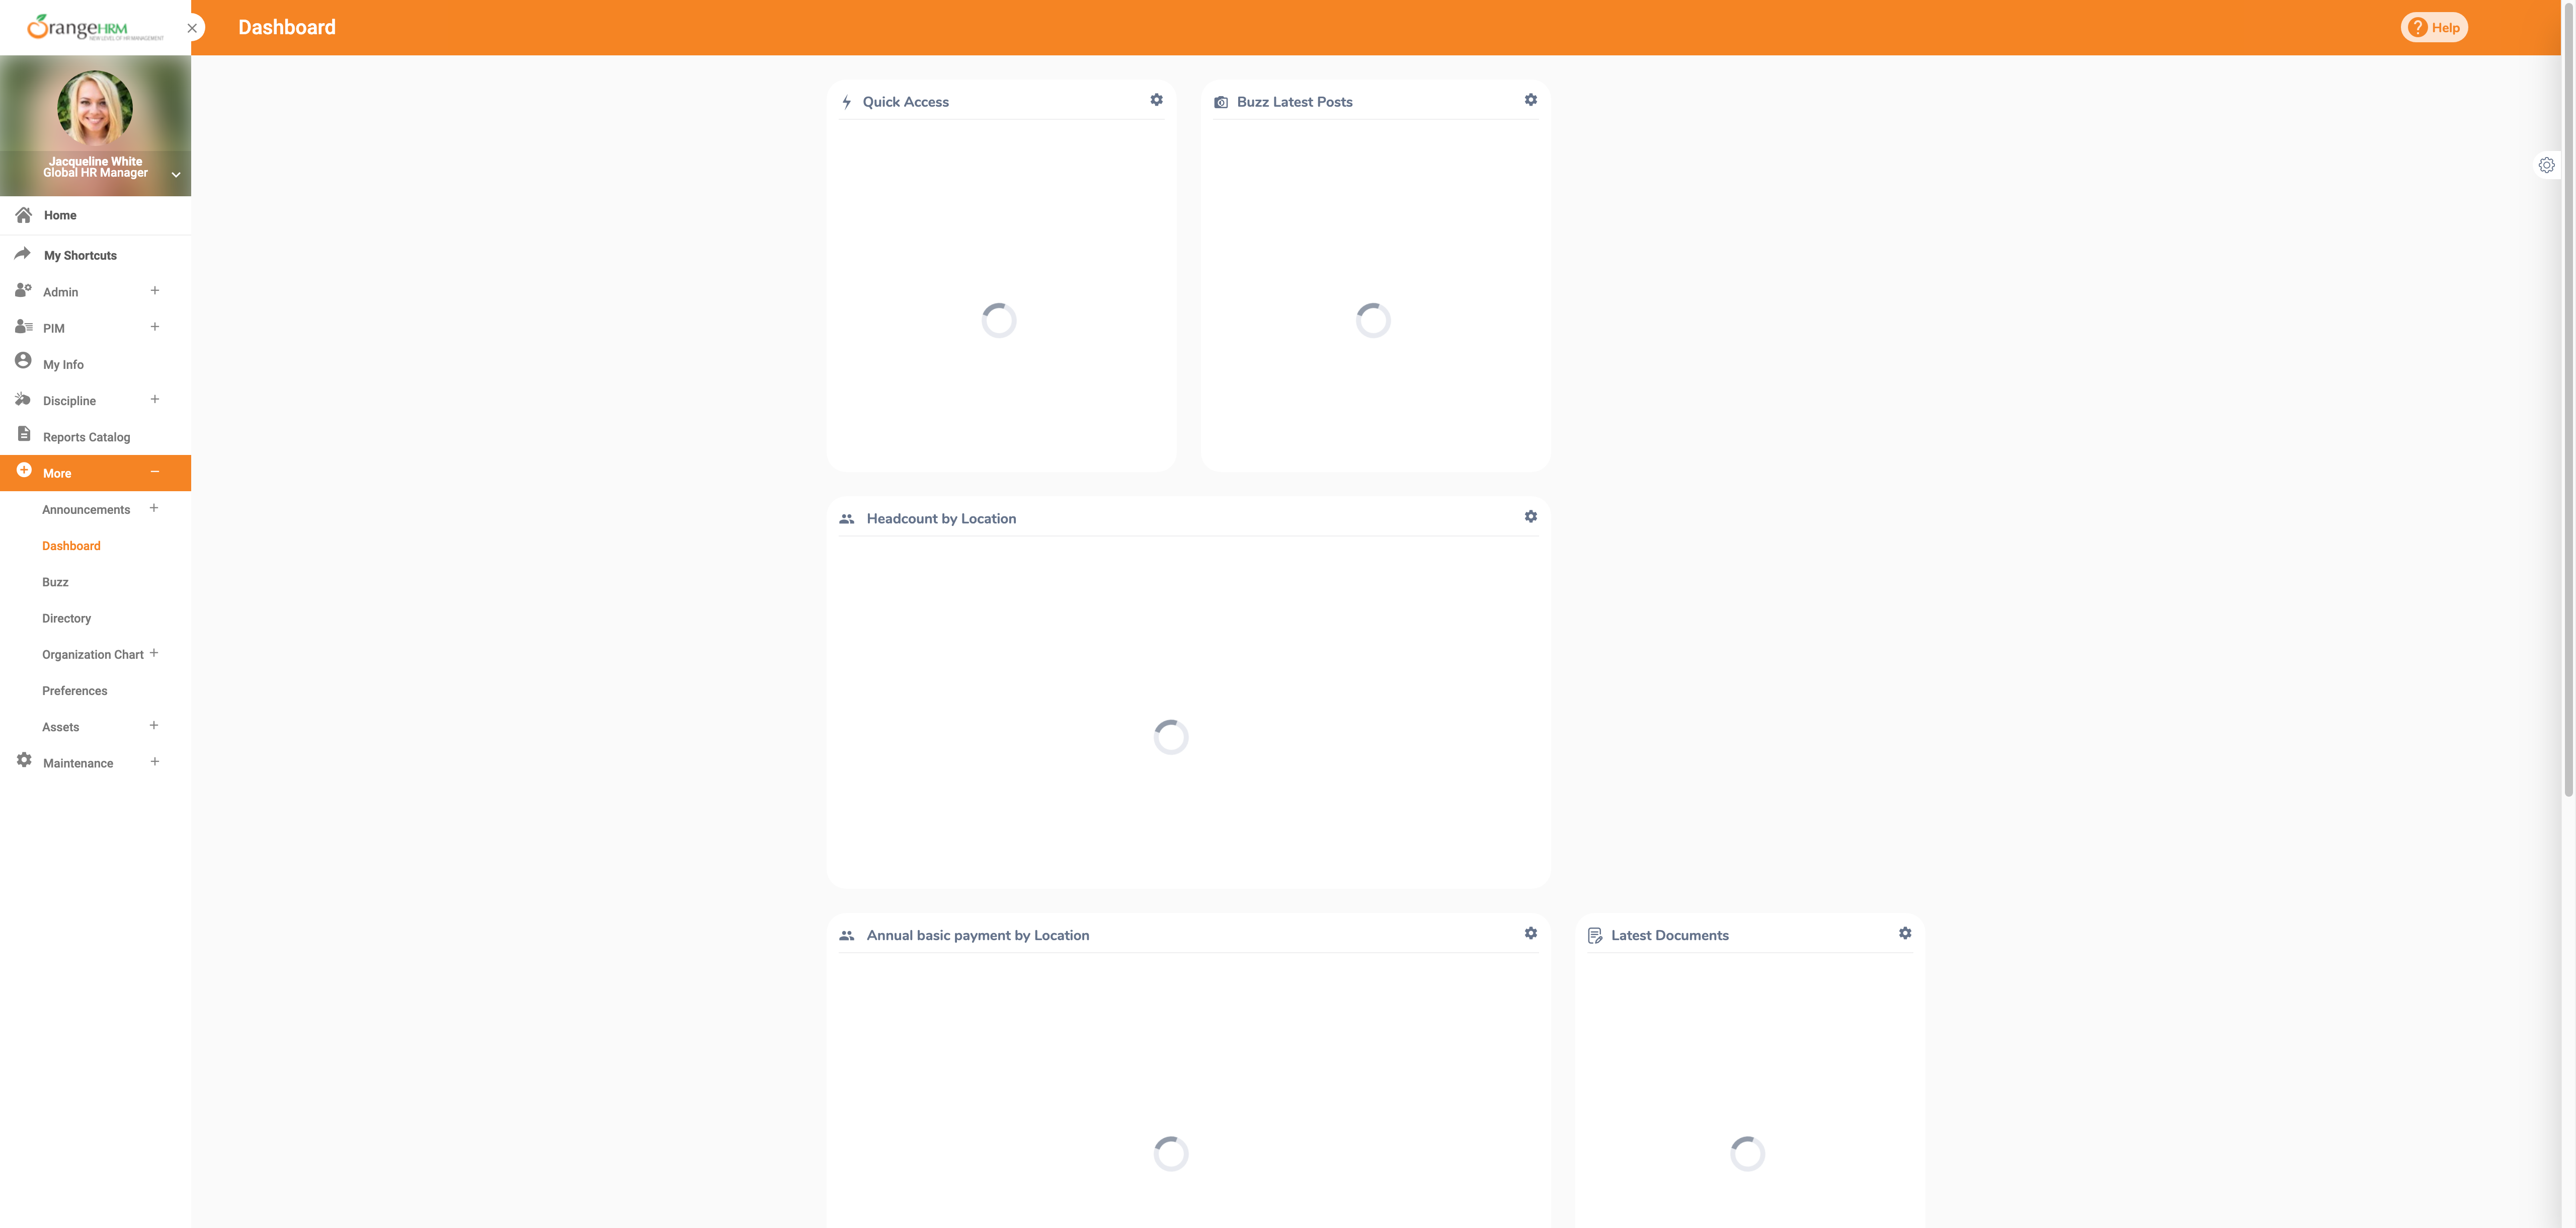 OrangeHRM
NEW LEVEL OF HR MANAGEMENT
Dashboard
Help
Jacqueline White
Global HR Manager
Home
My Shortcuts
Admin
PIM
My Info
Discipline
Reports Catalog
More
Announcements
Dashboard
Buzz
Directory
Organization Chart
Preferences
Assets
Maintenance
Quick Access
Buzz Latest Posts
Headcount by Location
Annual basic payment by Location
Latest Documents